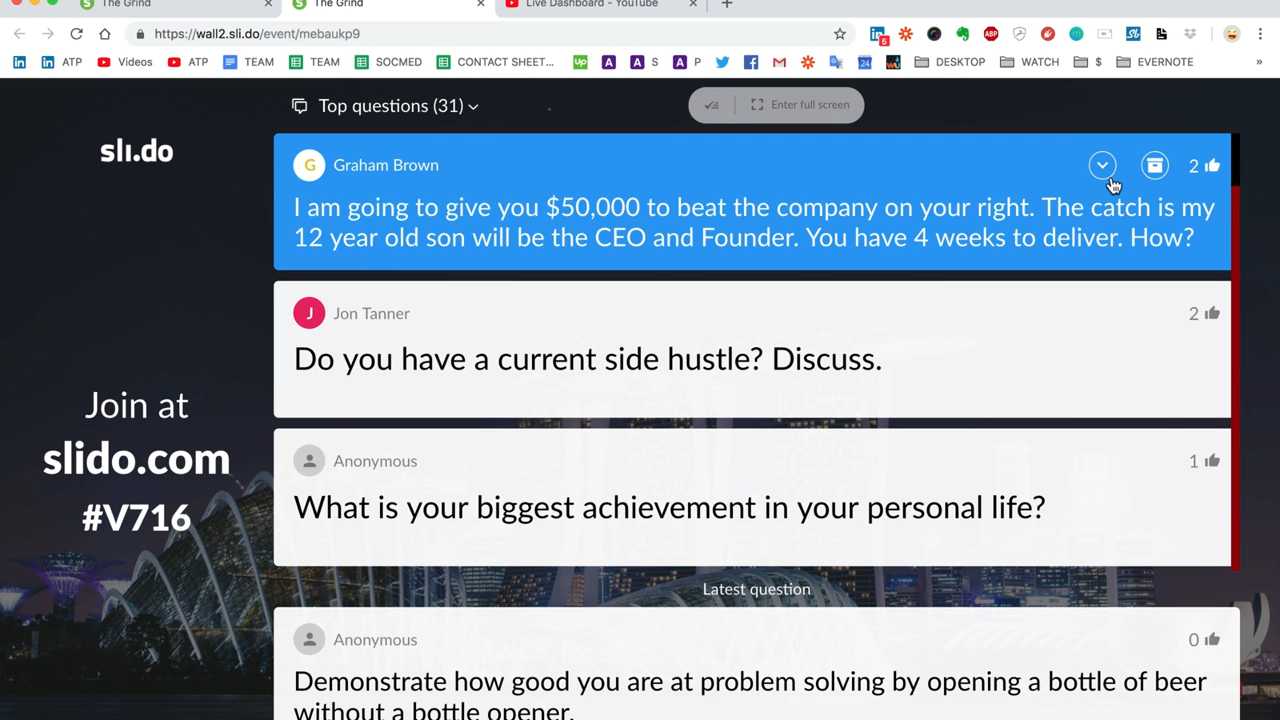 The Grind
The Grind
Live Dashboard - YouTube
https://wall2.sli.do/event/mebaukp9
5
ABP
ATP
Videos
ATP
TEAM
TEAM
SOCMED
CONTACT SHEET...
up
A
A S
A P
24
DESKTOP
WATCH
$
EVERNOTE
»
Top questions (31)
Enter full screen
sli.do
G Graham Brown
2
I am going to give you $50,000 to beat the company on your right. The catch is my
12 year old son will be the CEO and Founder. You have 4 weeks to deliver. How?
J Jon Tanner
2
Do you have a current side hustle? Discuss.
Join at
slido.com
#V716
Anonymous
1
What is your biggest achievement in your personal life?
Latest question
Anonymous
0
Demonstrate how good you are at problem solving by opening a bottle of beer
without a bottle opener.